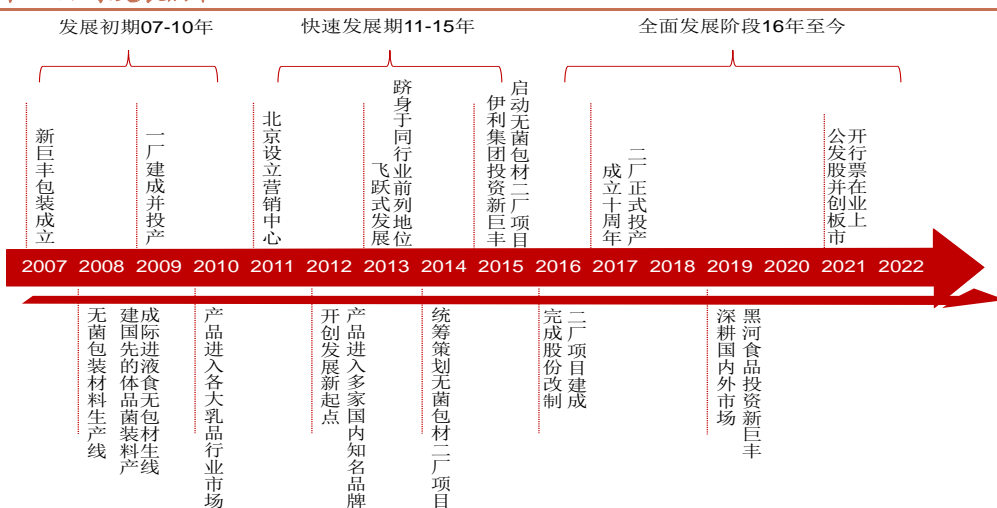 发展初期07-10年
快速发展期11-15年
全面发展阶段16年至今
新巨丰包装成立
一厂建成并投产
北京设立营销中心
飞跃式发展
跻身于同行业前列地位
伊利集团投资新巨丰
启动无菌包材二厂项目
成立十周年
二厂正式投产
公开发行股票并在创业板上市
2007 2008 2009 2010 2011 2012 2013 2014 2015 2016 2017 2018 2019 2020 2021 2022
无菌包装材料生产线
建成国际先进的液体食品无菌包装材料生产线
产品进入各大乳品行业市场
开创发展新起点
产品进入多家国内知名品牌
统筹策划无菌包材二厂项目
完成股份改制
二厂项目建成
深耕国内外市场
黑河食品投资新巨丰